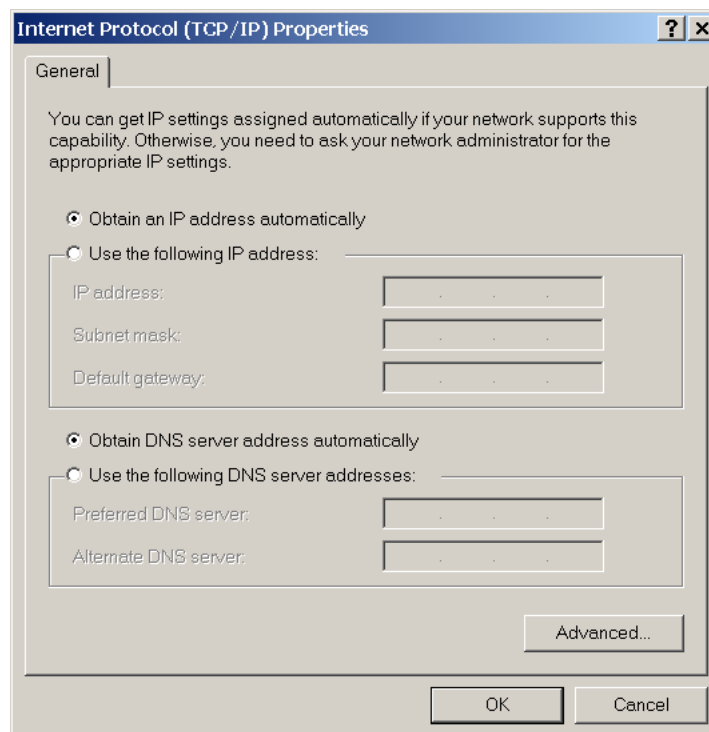 Internet Protocol (TCP/IP) Properties
General
You can get IP settings assigned automatically if your network supports this
capability. Otherwise, you need to ask your network administrator for the
appropriate IP settings.
Obtain an IP address automatically
Use the following IP address:
IP address:
Subnet mask:
Default gateway:
Obtain DNS server address automatically
Use the following DNS server addresses:
Preferred DNS server:
Alternate DNS server:
Advanced...
OK Cancel